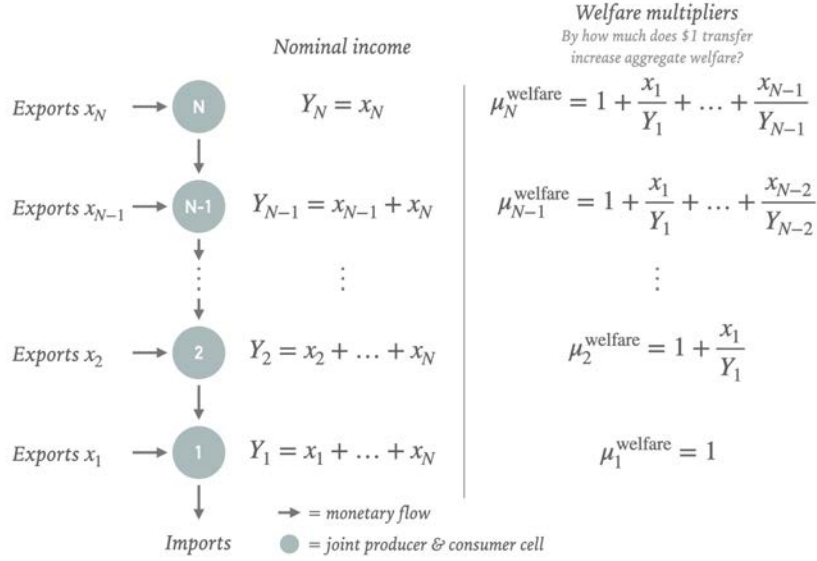 Welfare multipliers
Nominal income
By how much does $1 transfer
increase aggregate welfare?
Exports x_N
N
Y_N = x_N
μ_N^welfare = 1 + x_1/Y_1 + … + x_{N−1}/Y_{N−1}
Exports x_{N−1}
N-1
Y_{N−1} = x_{N−1} + x_N
μ_{N−1}^welfare = 1 + x_1/Y_1 + … + x_{N−2}/Y_{N−2}
⋮ ⋮ ⋮
Exports x_2
2
Y_2 = x_2 + … + x_N
μ_2^welfare = 1 + x_1/Y_1
Exports x_1
1
Y_1 = x_1 + … + x_N
μ_1^welfare = 1
→ = monetary flow
Imports
= joint producer & consumer cell